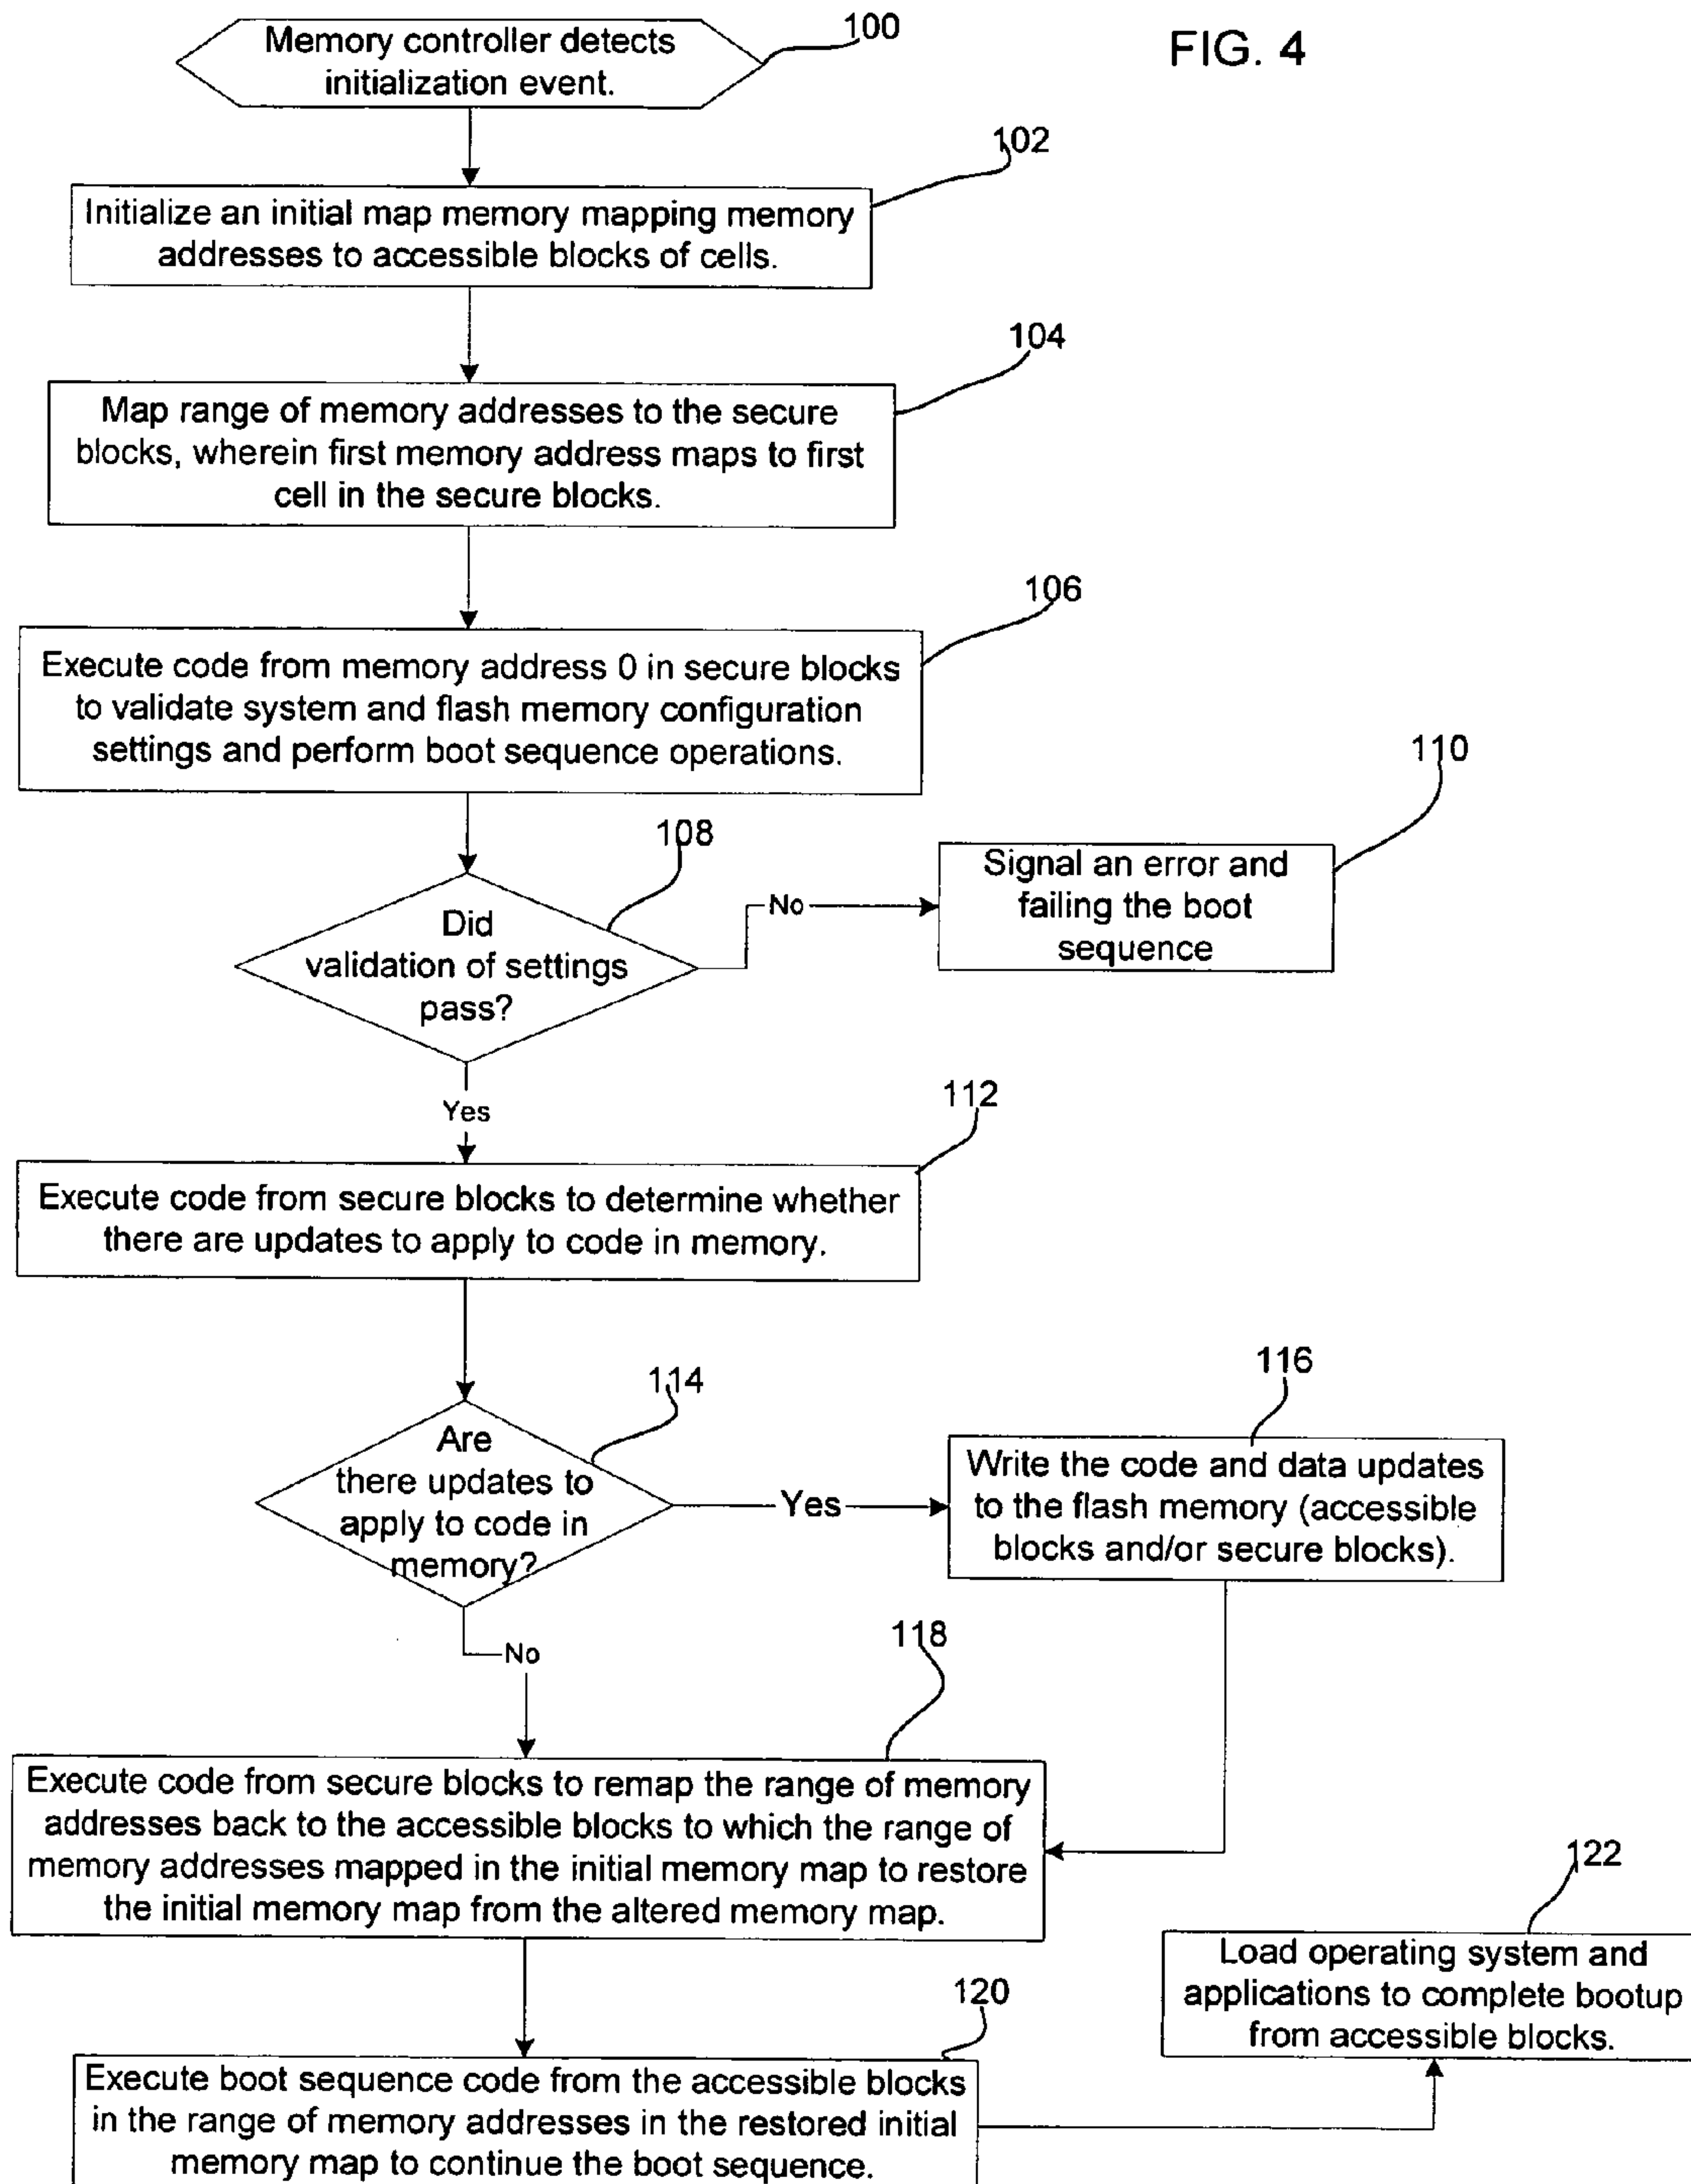 FIG. 4
100
Memory controller detects
initialization event.
102
Initialize an initial map memory mapping memory
addresses to accessible blocks of cells.
104
Map range of memory addresses to the secure
blocks, wherein first memory address maps to first
cell in the secure blocks.
106
Execute code from memory address 0 in secure blocks
to validate system and flash memory configuration
settings and perform boot sequence operations.
108
Did
validation of settings
pass?
No
110
Signal an error and
failing the boot
sequence
Yes
112
Execute code from secure blocks to determine whether
there are updates to apply to code in memory.
114
Are
there updates to
apply to code in
memory?
Yes
116
Write the code and data updates
to the flash memory (accessible
blocks and/or secure blocks).
No
118
Execute code from secure blocks to remap the range of memory
addresses back to the accessible blocks to which the range of
memory addresses mapped in the initial memory map to restore
the initial memory map from the altered memory map.
120
Execute boot sequence code from the accessible blocks
in the range of memory addresses in the restored initial
memory map to continue the boot sequence.
122
Load operating system and
applications to complete bootup
from accessible blocks.